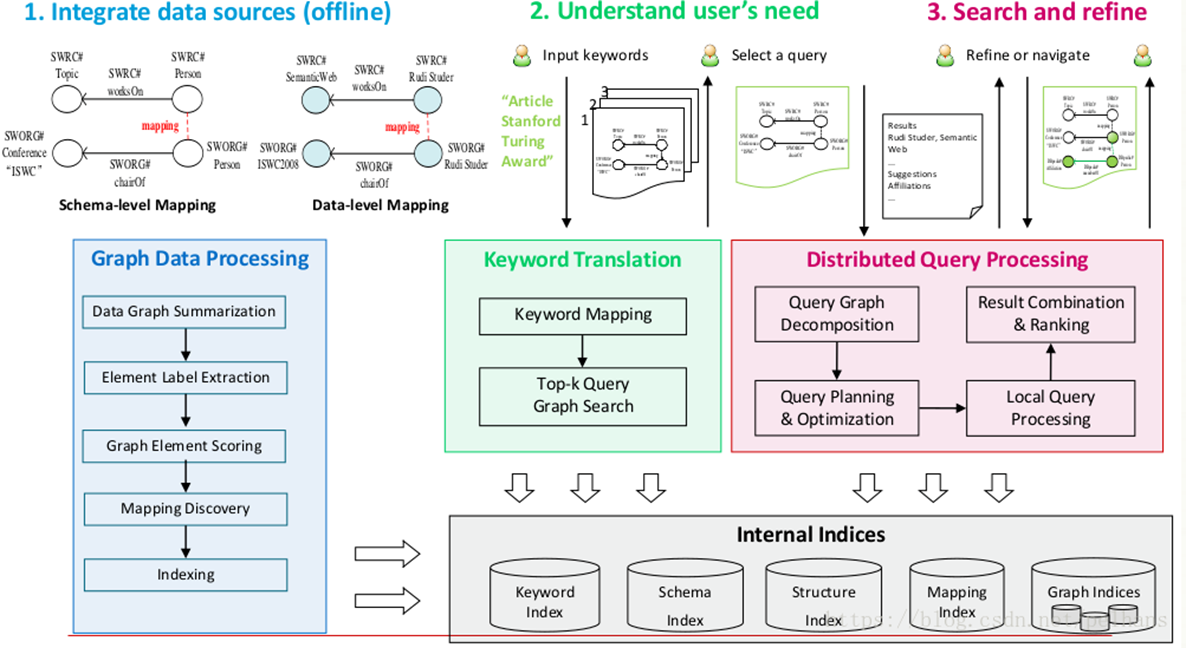 1. Integrate data sources (offline)
2. Understand user's need
3. Search and refine
SWRC#
Topic
SWRC#
worksOn
SWRC#
Person
mapping
SWORG#
Conference
"ISWC"
SWORG#
chairOf
SWORG#
Person
Schema-level Mapping
SWRC#
SemanticWeb
SWRC#
worksOn
SWRC#
Rudi Studer
mapping
SWORG#
ISWC2008
SWORG#
chairOf
SWORG#
Rudi Studer
Data-level Mapping
Input keywords
Select a query
"Article
Stanford
Turing
Award"
1
2
3
Refine or navigate
Results
Rudi Studer, Semantic
Web
...
Suggestions
Affiliations
...
Graph Data Processing
Data Graph Summarization
Element Label Extraction
Graph Element Scoring
Mapping Discovery
Indexing
Keyword Translation
Keyword Mapping
Top-k Query
Graph Search
Distributed Query Processing
Query Graph
Decomposition
Query Planning
& Optimization
Local Query
Processing
Result Combination
& Ranking
Internal Indices
Keyword
Index
Schema
Index
Structure
Index
Mapping
Index
Graph Indices